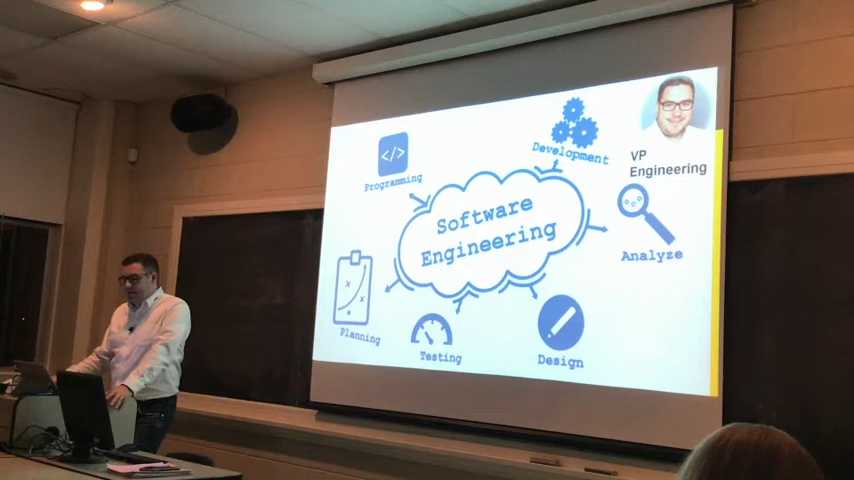 VP
Engineering
Development
</>
Programming
Software
Engineering
Analyze
Planning
Testing
Design